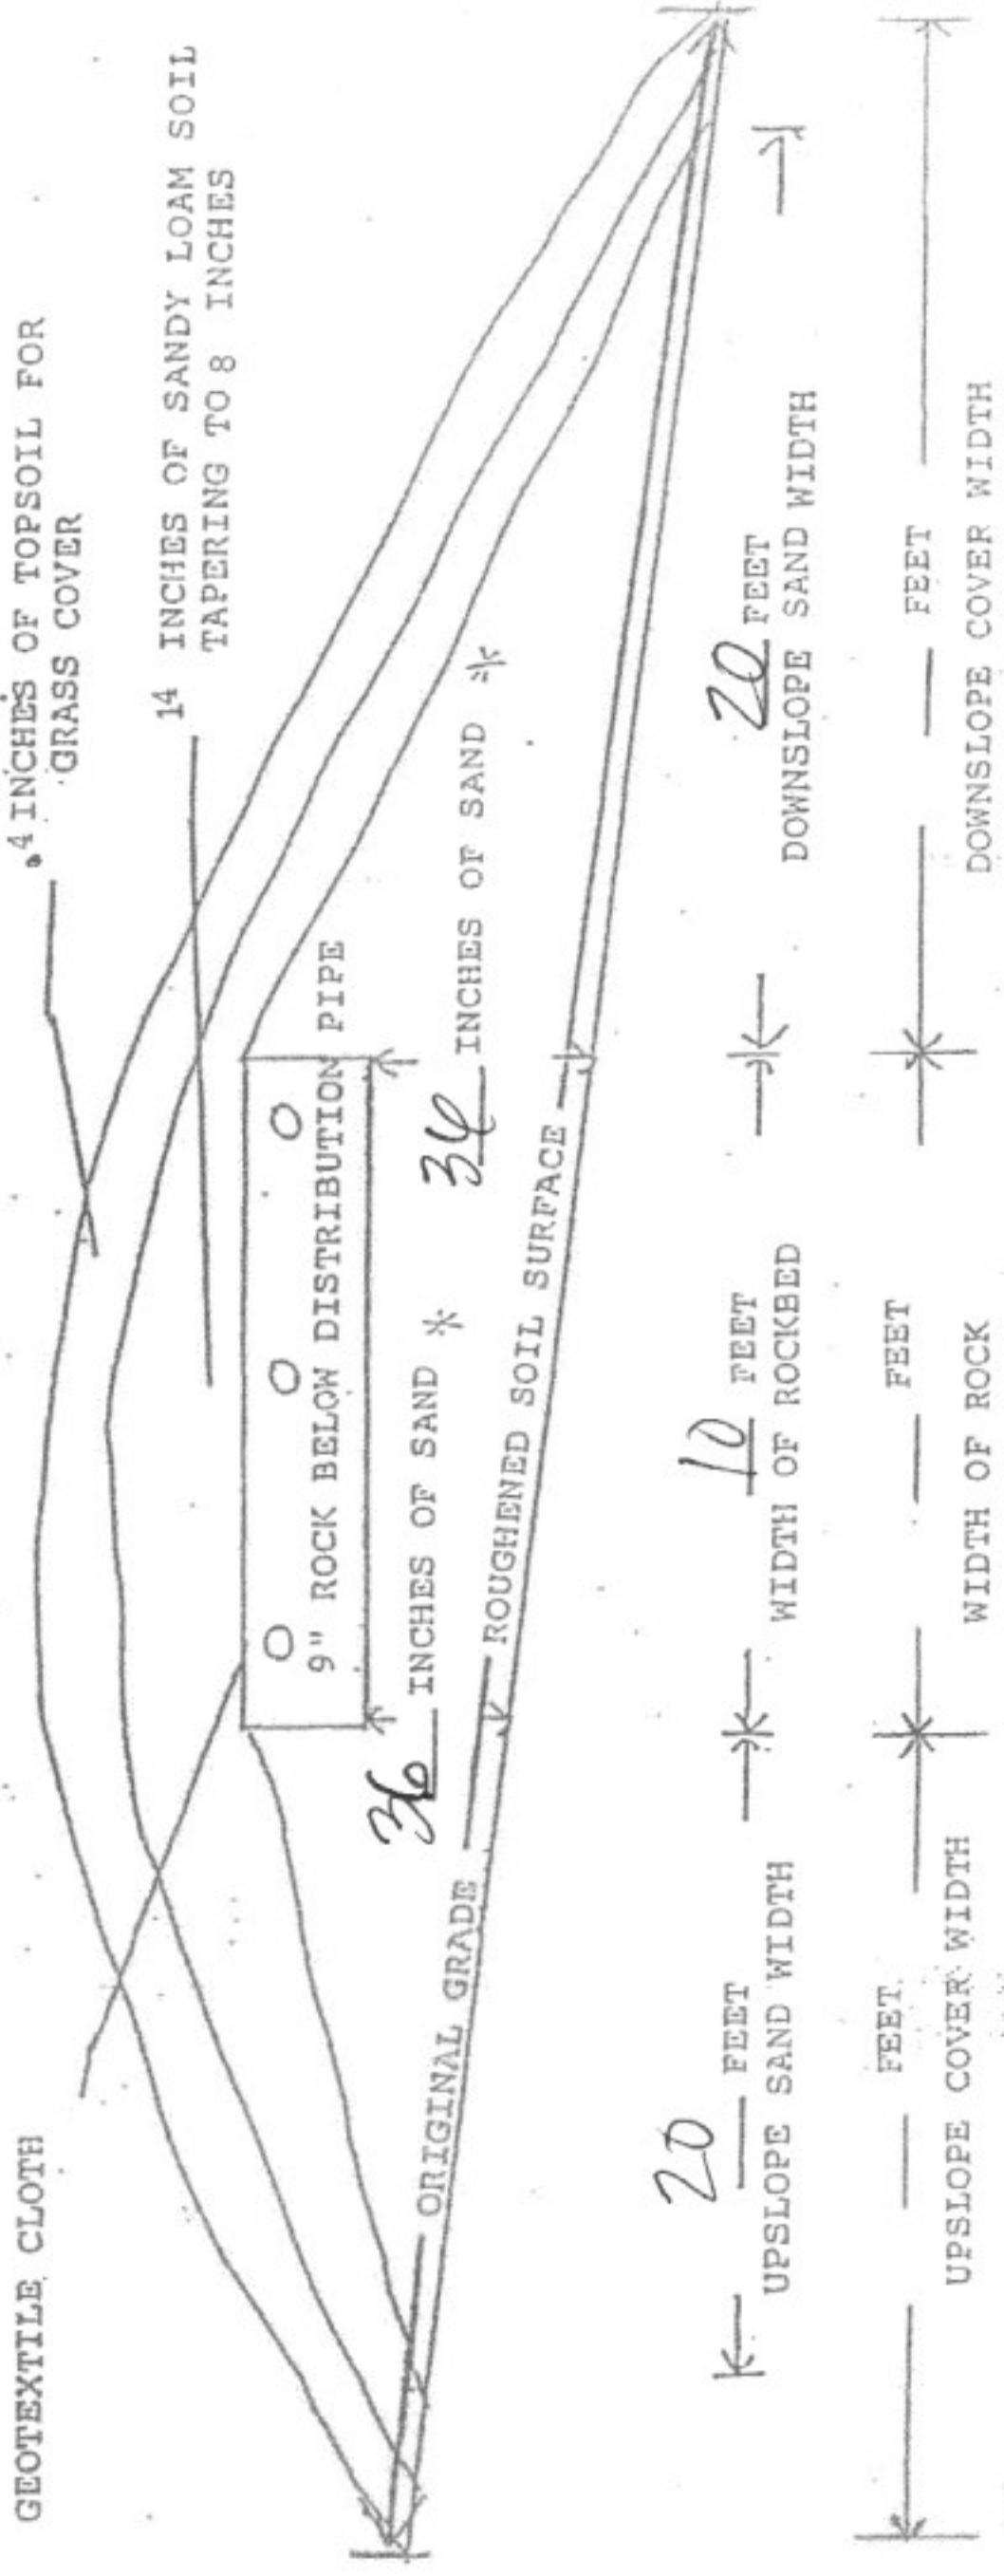 GEOTEXTILE CLOTH
4 INCHES OF TOPSOIL FOR
GRASS COVER
14 INCHES OF SANDY LOAM SOIL
TAPERING TO 8 INCHES
9" ROCK BELOW DISTRIBUTION PIPE
36 INCHES OF SAND *
INCHES OF SAND *
ORIGINAL GRADE
ROUGHENED SOIL SURFACE
20 FEET
UPSLOPE SAND WIDTH
10 FEET
WIDTH OF ROCKBED
20 FEET
DOWNSLOPE SAND WIDTH
FEET
UPSLOPE COVER WIDTH
FEET
WIDTH OF ROCK
FEET
DOWNSLOPE COVER WIDTH